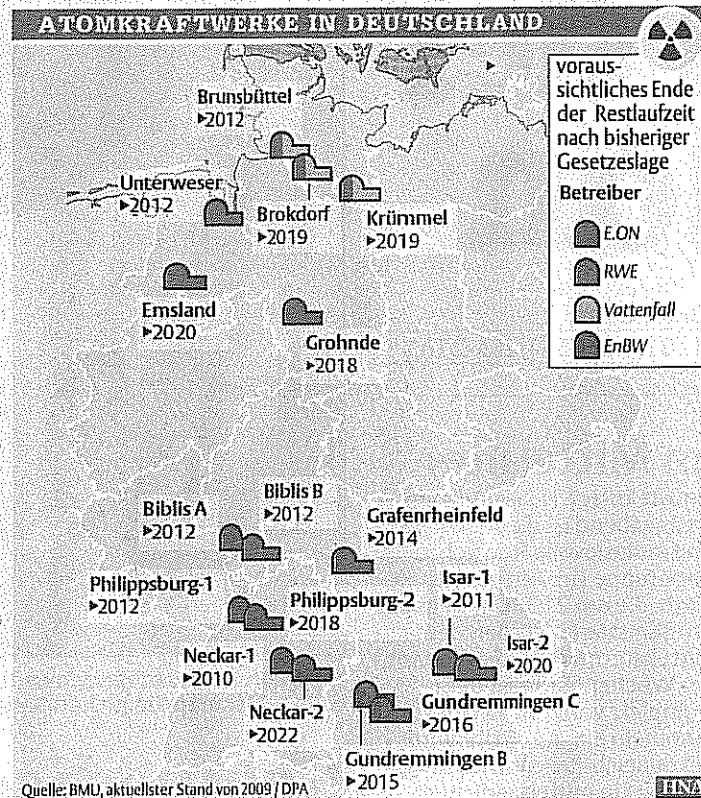 ATOMKRAFTWERKE IN DEUTSCHLAND
voraus-
sichtliches Ende
der Restlaufzeit
nach bisheriger
Gesetzeslage
Betreiber
E.ON
RWE
Vattenfall
EnBW
Brunsbüttel
▸2012
Unterweser
▸2012
Brokdorf
▸2019
Krümmel
▸2019
Emsland
▸2020
Grohnde
▸2018
Biblis A
▸2012
Biblis B
▸2012
Grafenrheinfeld
▸2014
Philippsburg-1
▸2012
Philippsburg-2
▸2018
Isar-1
▸2011
Isar-2
▸2020
Neckar-1
▸2010
Neckar-2
▸2022
Gundremmingen C
▸2016
Gundremmingen B
▸2015
Quelle: BMU, aktuellster Stand von 2009 / DPA
HNA